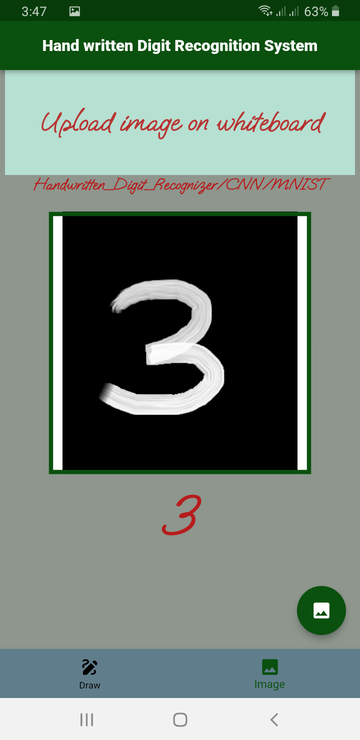 3:47 63%
Hand written Digit Recognition System
Upload image on whiteboard
Handwritten_Digit_Recognizer/CNN/MNIST
3
3
Draw Image